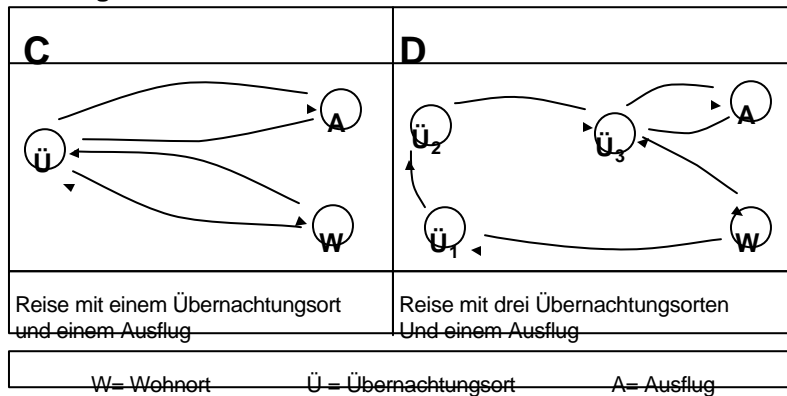 C
D
Ü
A
W
Ü2
Ü3
A
Ü1
W
Reise mit einem Übernachtungsort
und einem Ausflug
Reise mit drei Übernachtungsorten
Und einem Ausflug
W= Wohnort Ü = Übernachtungsort A= Ausflug